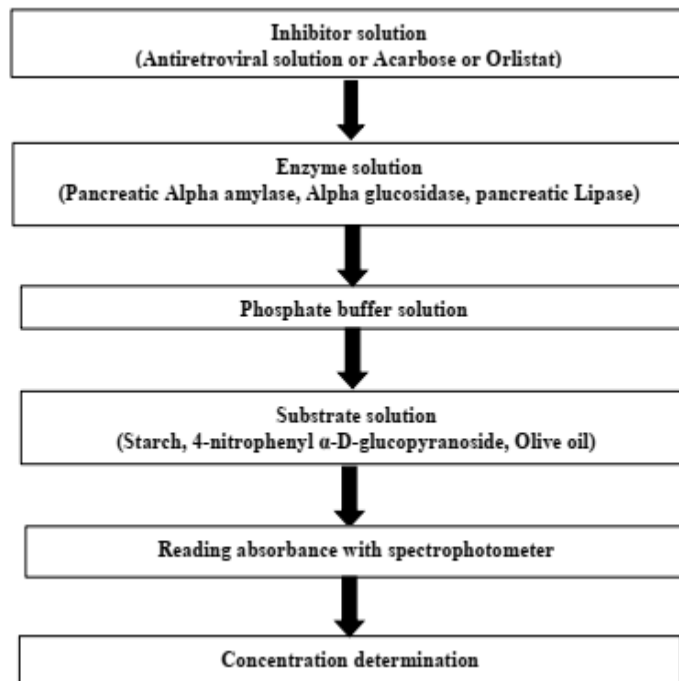 Inhibitor solution
(Antiretroviral solution or Acarbose or Orlistat)
Enzyme solution
(Pancreatic Alpha amylase, Alpha glucosidase, pancreatic Lipase)
Phosphate buffer solution
Substrate solution
(Starch, 4-nitrophenyl α-D-glucopyranoside, Olive oil)
Reading absorbance with spectrophotometer
Concentration determination